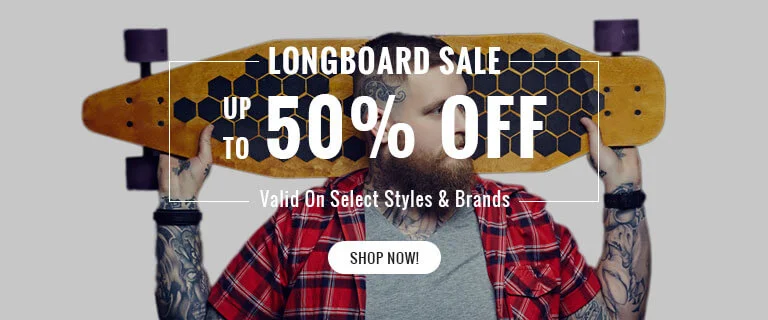 LONGBOARD SALE
UP TO 50% OFF
Valid On Select Styles & Brands
SHOP NOW!